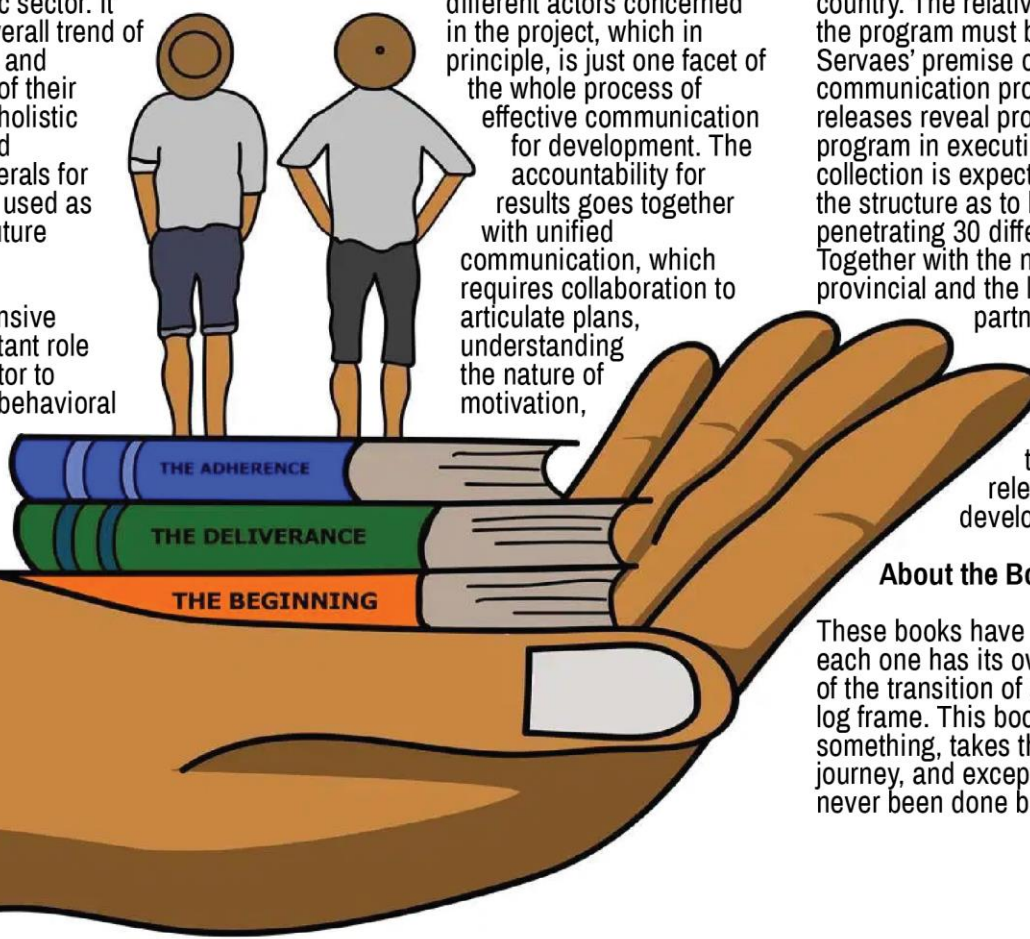 c sector. It
verall trend of
and
of their
holistic
d
erals for
used as
uture
nsive
tant role
tor to
behavioral
different actors concerned
in the project, which in
principle, is just one facet of
the whole process of
effective communication
for development. The
accountability for
results goes together
with unified
communication, which
requires collaboration to
articulate plans,
understanding
the nature of
motivation,
country. The relativ
the program must b
Servaes’ premise o
communication pro
releases reveal pro
program in executi
collection is expect
the structure as to
penetrating 30 diffe
Together with the n
provincial and the l
partn
t
rele
develo
About the Bo
These books have
each one has its ov
of the transition of
log frame. This boo
something, takes th
journey, and excep
never been done b
THE ADHERENCE
THE DELIVERANCE
THE BEGINNING